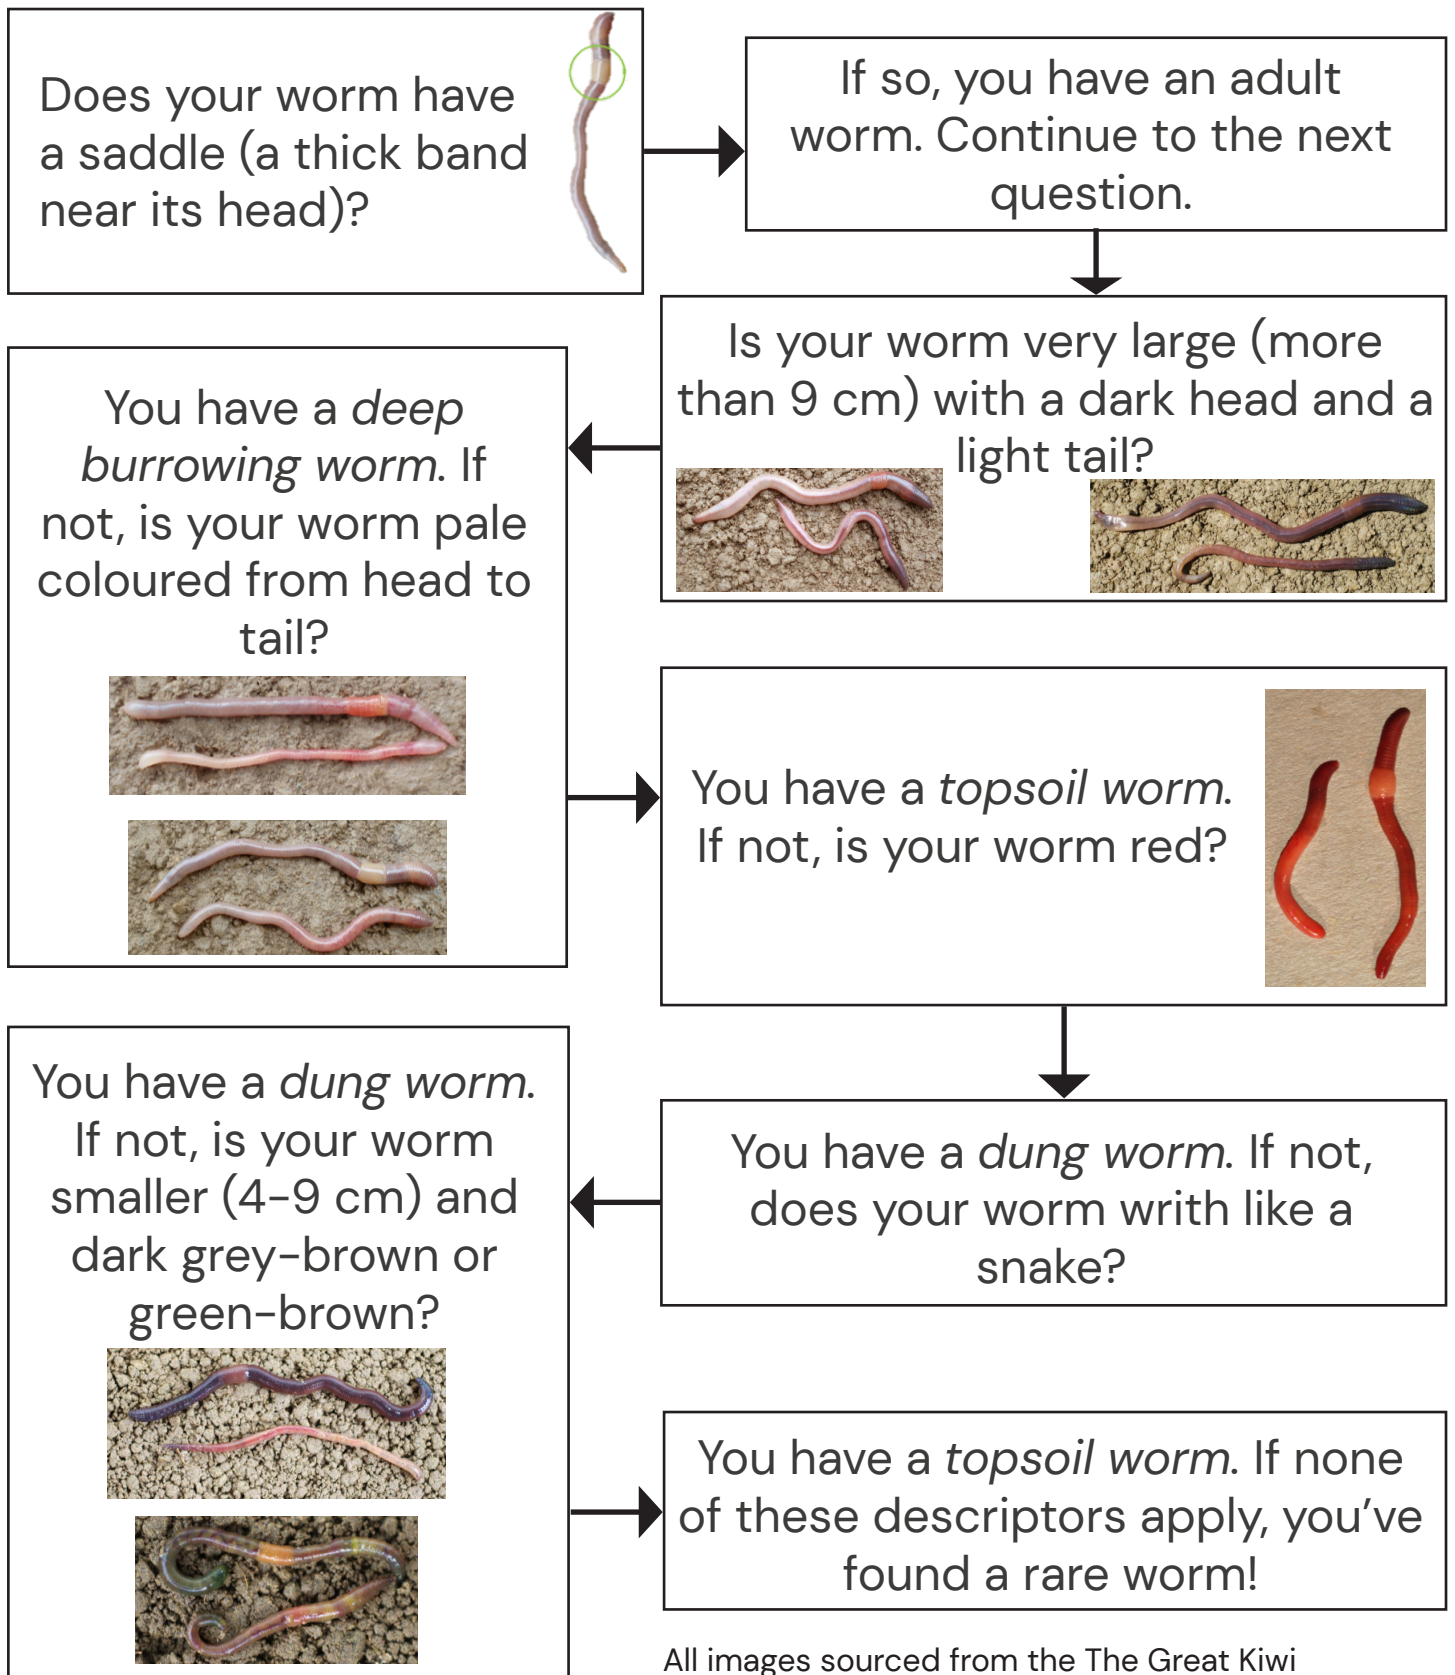 Does your worm have
a saddle (a thick band
near its head)?
If so, you have an adult
worm. Continue to the next
question.
Is your worm very large (more
than 9 cm) with a dark head and a
light tail?
You have a deep
burrowing worm. If
not, is your worm pale
coloured from head to
tail?
You have a topsoil worm.
If not, is your worm red?
You have a dung worm. If not,
does your worm writh like a
snake?
You have a dung worm.
If not, is your worm
smaller (4-9 cm) and
dark grey-brown or
green-brown?
You have a topsoil worm. If none
of these descriptors apply, you’ve
found a rare worm!
All images sourced from the The Great Kiwi